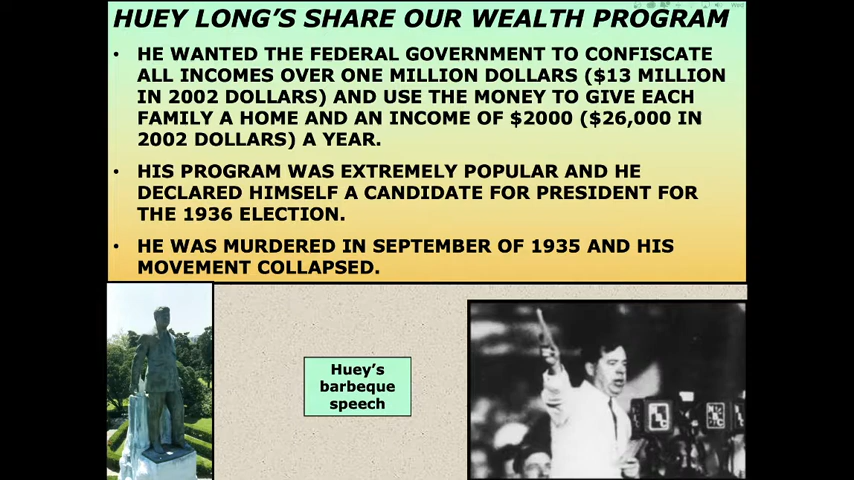 HUEY LONG'S SHARE OUR WEALTH PROGRAM
• HE WANTED THE FEDERAL GOVERNMENT TO CONFISCATE
ALL INCOMES OVER ONE MILLION DOLLARS ($13 MILLION
IN 2002 DOLLARS) AND USE THE MONEY TO GIVE EACH
FAMILY A HOME AND AN INCOME OF $2000 ($26,000 IN
2002 DOLLARS) A YEAR.
• HIS PROGRAM WAS EXTREMELY POPULAR AND HE
DECLARED HIMSELF A CANDIDATE FOR PRESIDENT FOR
THE 1936 ELECTION.
• HE WAS MURDERED IN SEPTEMBER OF 1935 AND HIS
MOVEMENT COLLAPSED.
Huey's
barbeque
speech